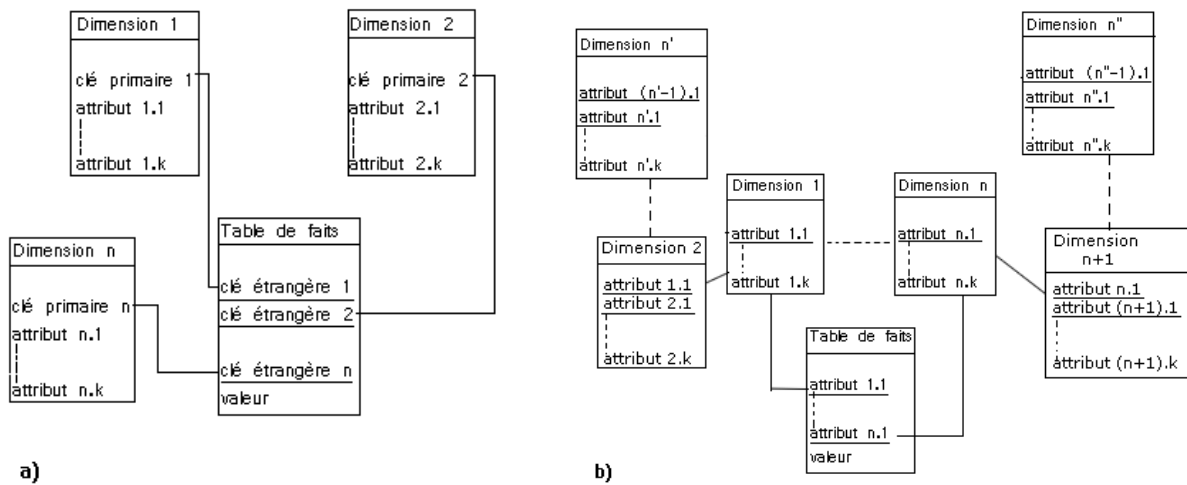 Dimension 1
clé primaire 1
attribut 1.1
attribut 1.k
Dimension 2
clé primaire 2
attribut 2.1
attribut 2.k
Dimension n
clé primaire n
attribut n.1
attribut n.k
Table de faits
clé étrangère 1
clé étrangère 2
clé étrangère n
valeur
a)
Dimension n'
attribut (n'-1).1
attribut n'.1
attribut n'.k
Dimension n"
attribut (n"-1).1
attribut n".1
attribut n".k
Dimension 1
attribut 1.1
attribut 1.k
Dimension n
attribut n.1
attribut n.k
Dimension 2
attribut 1.1
attribut 2.1
attribut 2.k
Dimension
n+1
attribut n.1
attribut (n+1).1
attribut (n+1).k
Table de faits
attribut 1.1
attribut n.1
valeur
b)